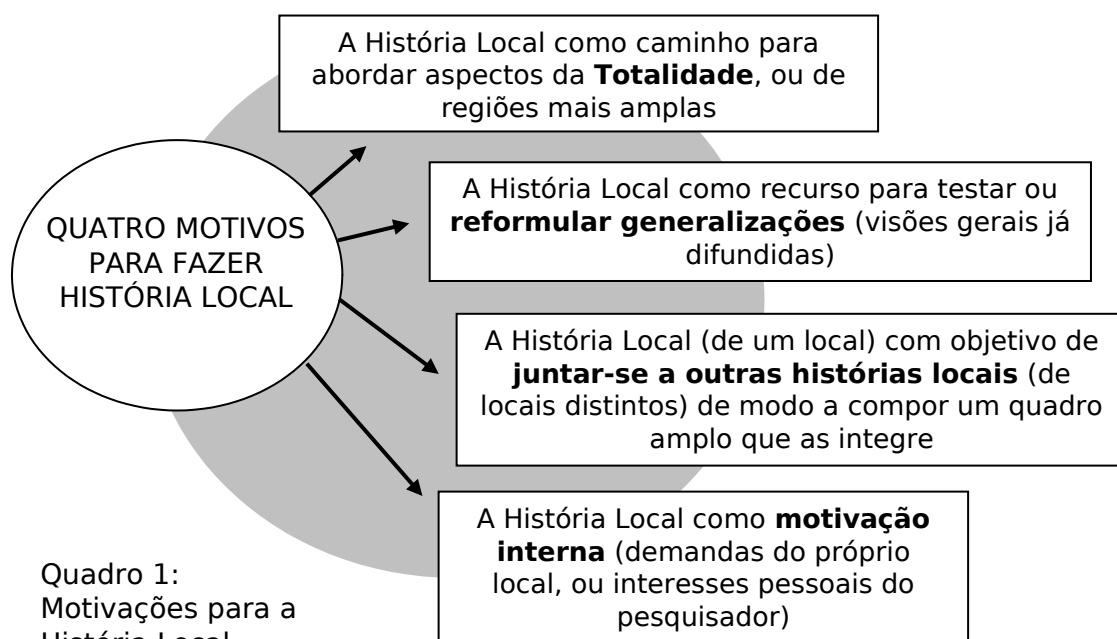 A História Local como caminho para
abordar aspectos da Totalidade, ou de
regiões mais amplas
QUATRO MOTIVOS
PARA FAZER
HISTÓRIA LOCAL
A História Local como recurso para testar ou
reformular generalizações (visões gerais já
difundidas)
A História Local (de um local) com objetivo de
juntar-se a outras histórias locais (de
locais distintos) de modo a compor um quadro
amplo que as integre
A História Local como motivação
interna (demandas do próprio
local, ou interesses pessoais do
pesquisador)
Quadro 1:
Motivações para a
História Local